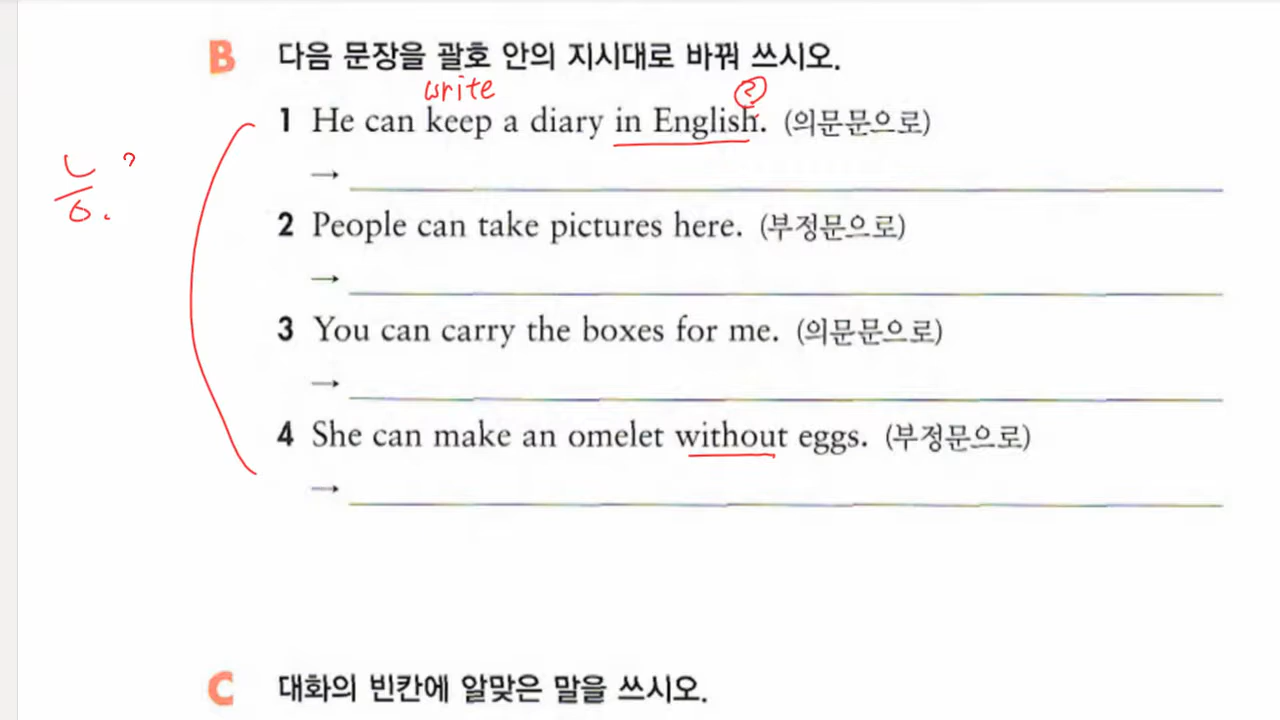 B 다음 문장을 괄호 안의 지시대로 바꿔 쓰시오.
write ?
1 He can keep a diary in English. (의문문으로)
→
2 People can take pictures here. (부정문으로)
→
3 You can carry the boxes for me. (의문문으로)
→
4 She can make an omelet without eggs. (부정문으로)
→
C 대화의 빈칸에 알맞은 말을 쓰시오.